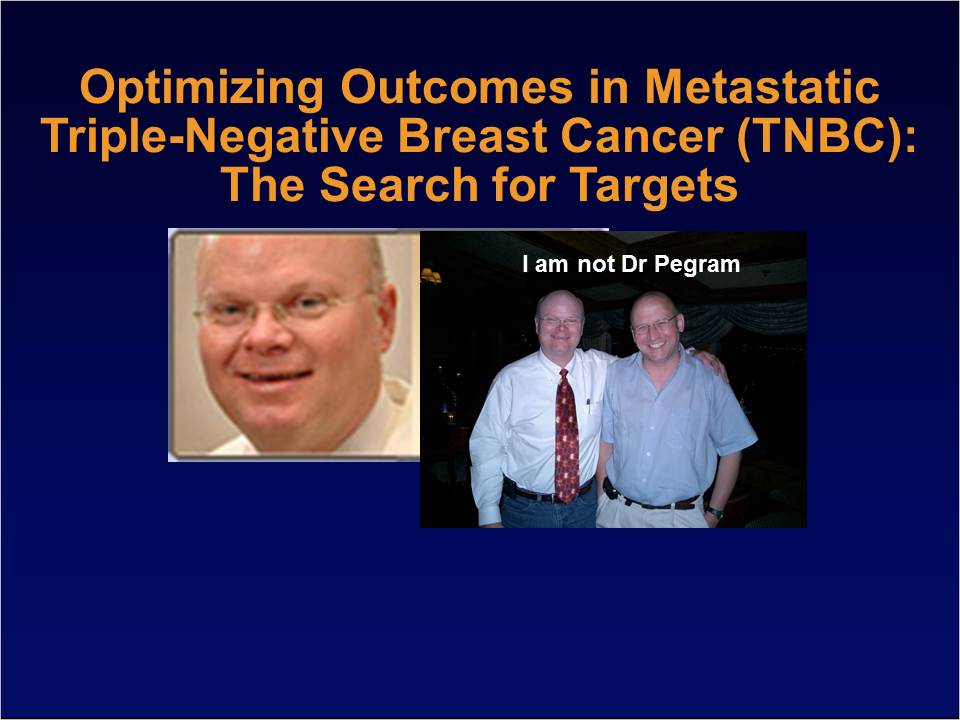 Optimizing Outcomes in Metastatic
Triple-Negative Breast Cancer (TNBC):
The Search for Targets
I am not Dr Pegram